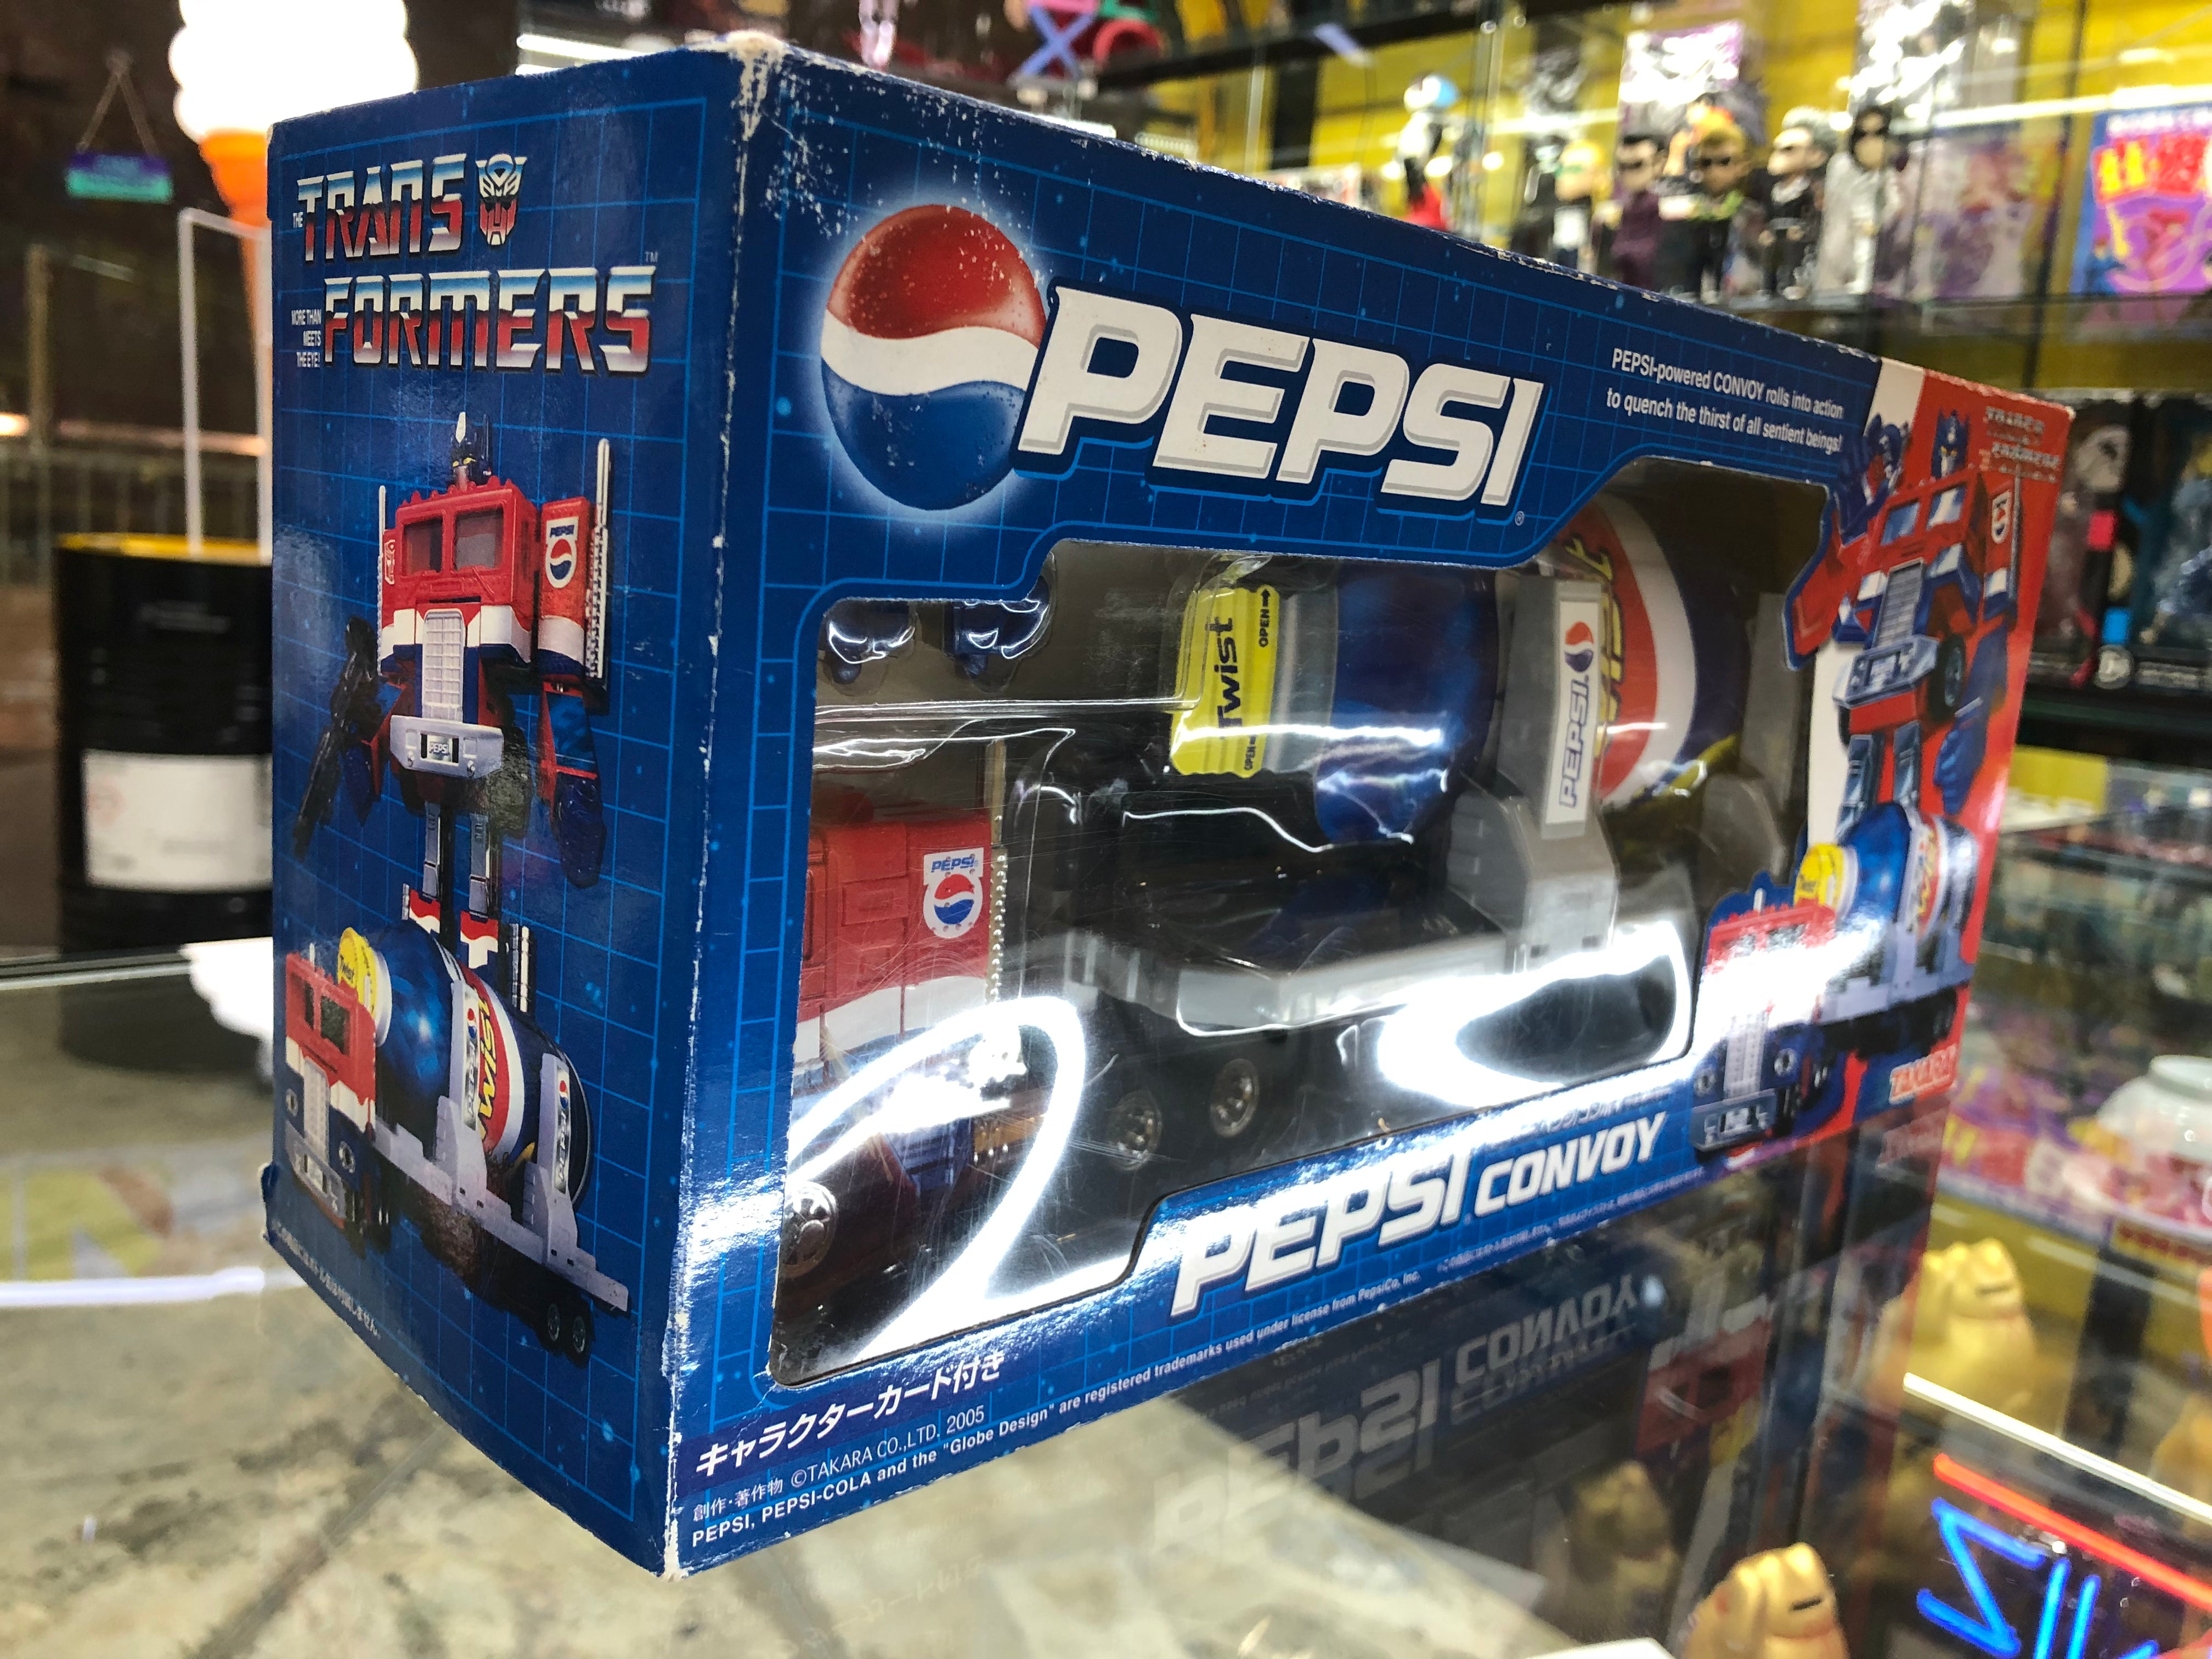 THE TRANS
FORMERS™
MORE THAN
MEETS
THE EYE!
PEPSI
PEPSI
PEPSI®
PEPSI-powered CONVOY rolls into action
to quench the thirst of all sentient beings!
Twist
OPEN
OPEN
PEPSI
PEPSI
PEPSI CONVOY
TAKARA
キャラクターカード付き
創作・著作物 ©TAKARA CO.,LTD. 2005
PEPSI, PEPSI-COLA and the "Globe Design" are registered trademarks used under license from PepsiCo, Inc.